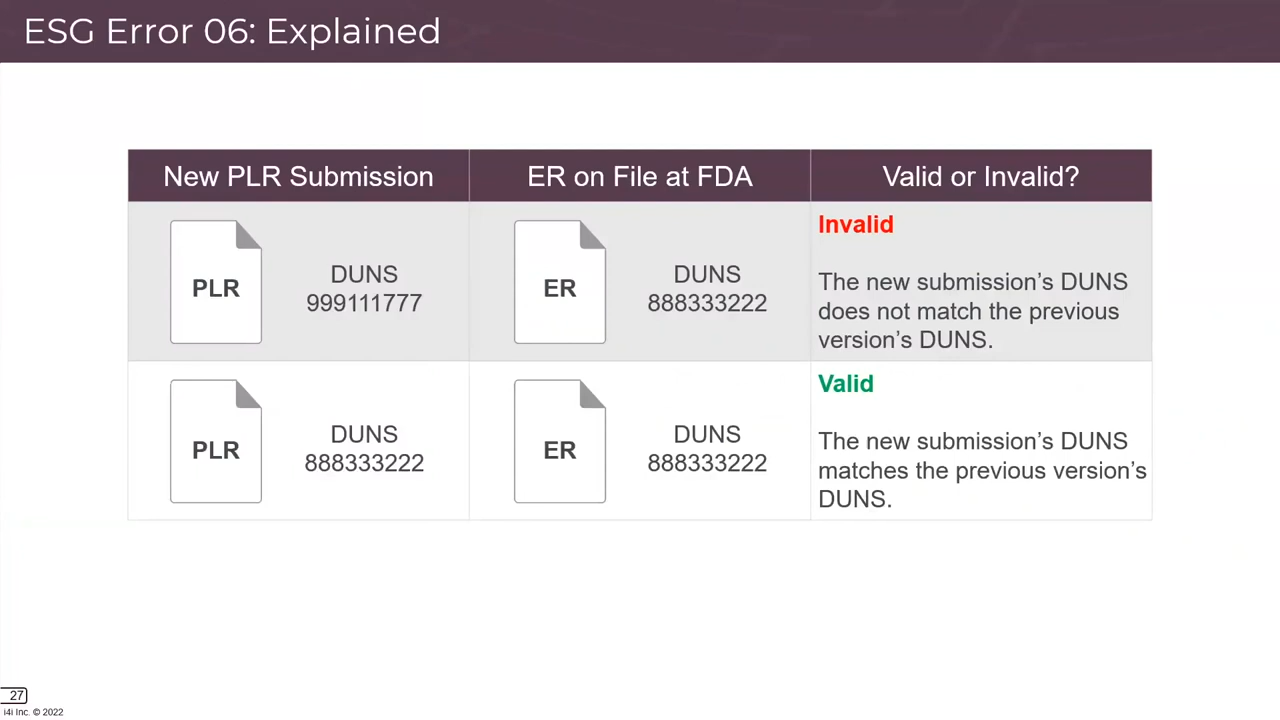 ESG Error 06: Explained
New PLR Submission
ER on File at FDA
Valid or Invalid?
PLR
DUNS
999111777
ER
DUNS
888333222
Invalid
The new submission's DUNS
does not match the previous
version's DUNS.
PLR
DUNS
888333222
ER
DUNS
888333222
Valid
The new submission's DUNS
matches the previous version's
DUNS.
27
i4i Inc. © 2022